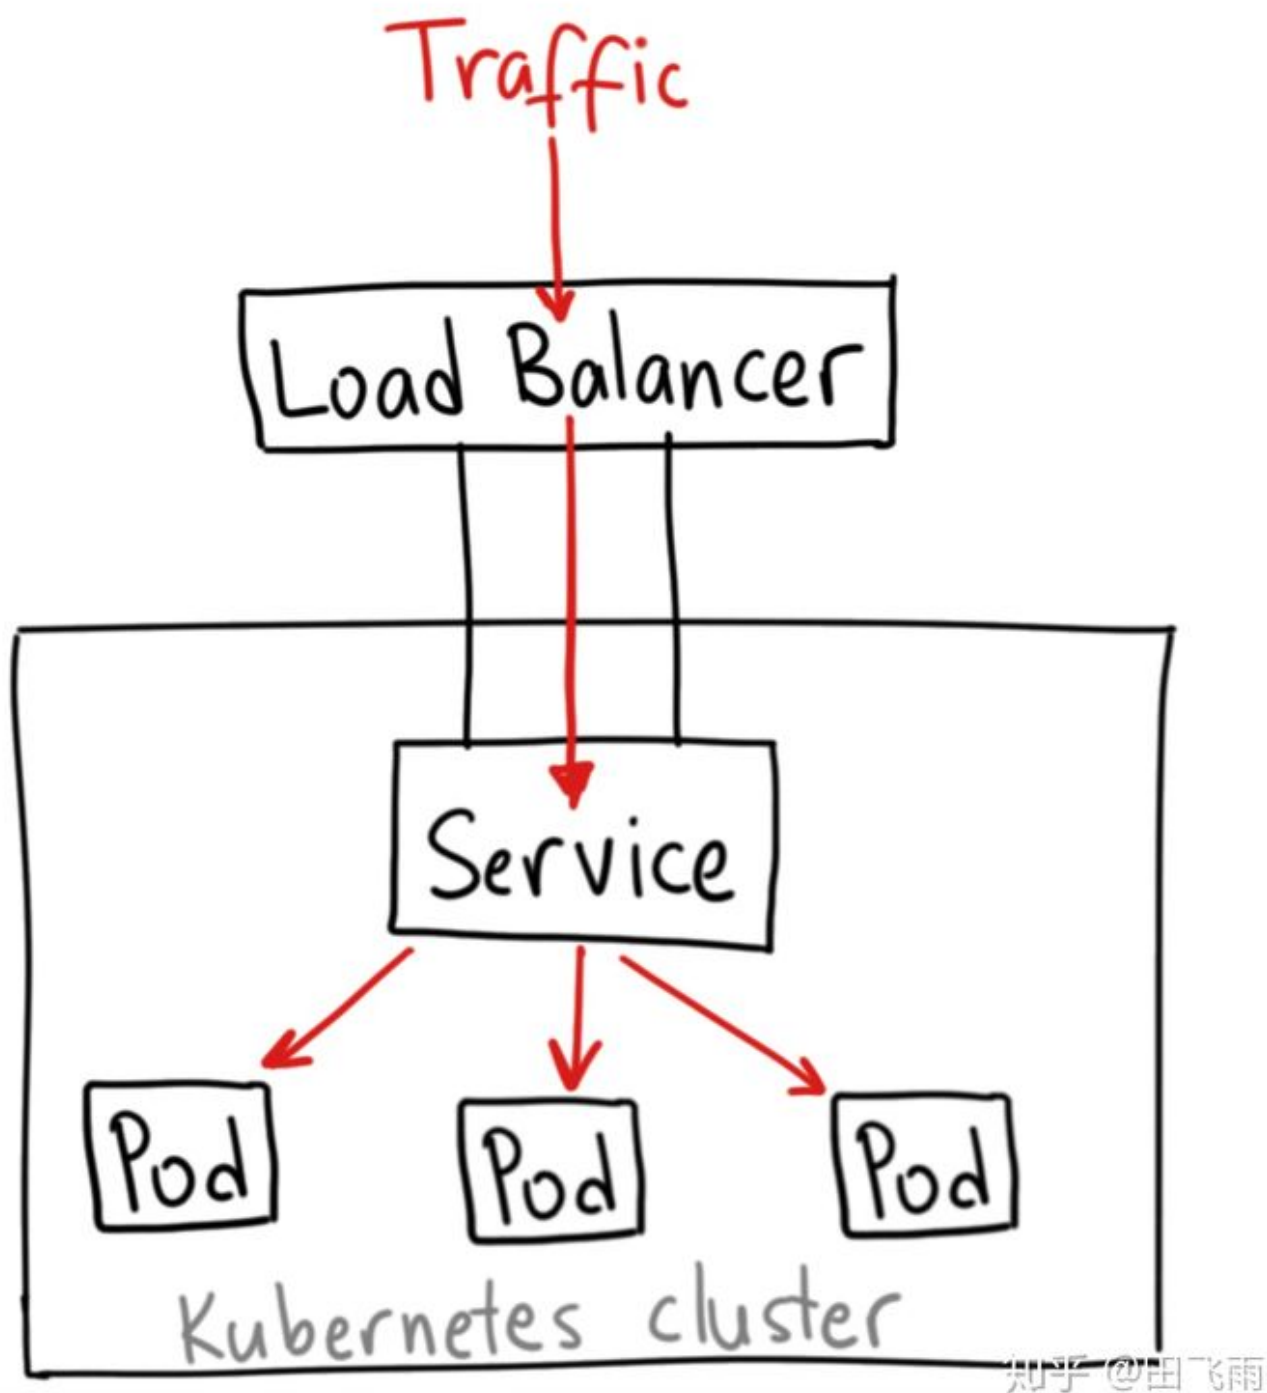 Traffic
Load Balancer
Service
Pod Pod Pod
Kubernetes cluster
知乎 @田飞雨